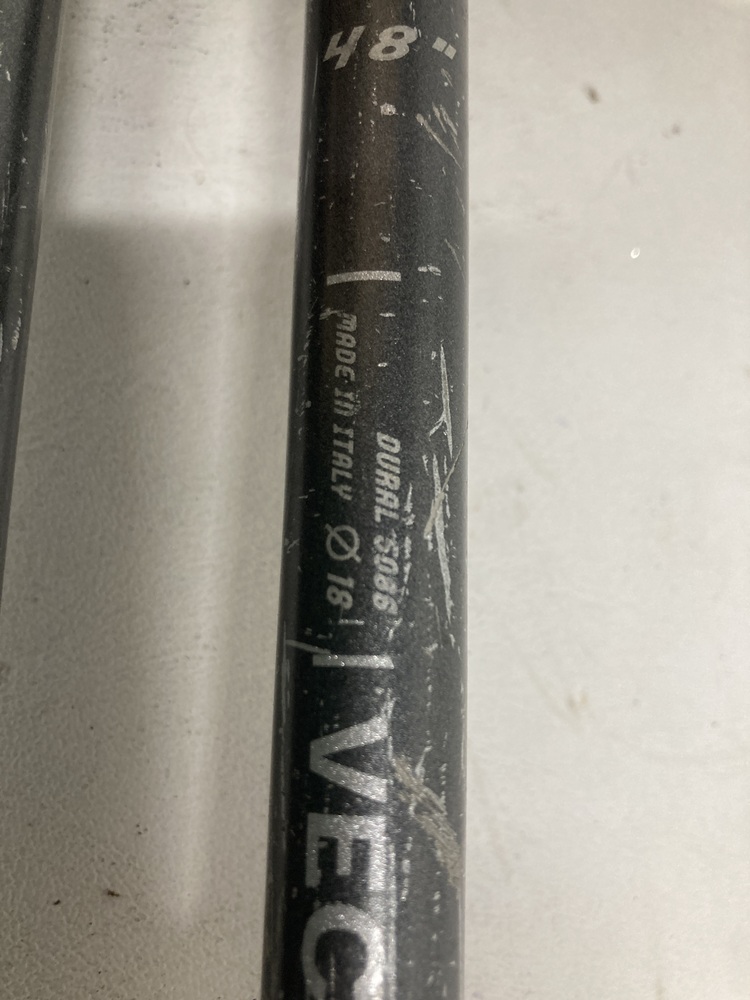 48"
MADE IN ITALY Ø 18
DURAL 5086
VEC